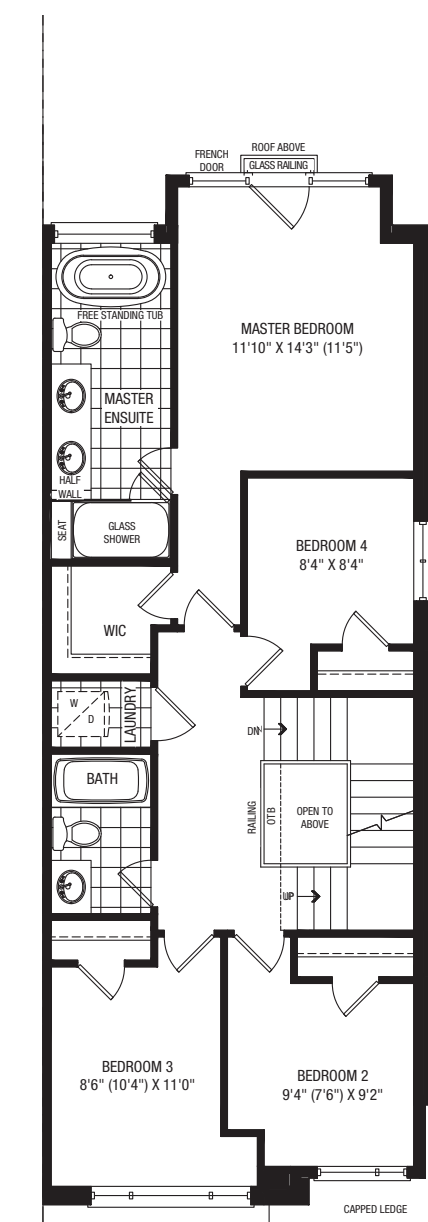 ROOF ABOVE
FRENCH
DOOR
GLASS RAILING
FREE STANDING TUB
MASTER BEDROOM
11'10" X 14'3" (11'5")
MASTER
ENSUITE
HALF
WALL
SEAT
GLASS
SHOWER
BEDROOM 4
8'4" X 8'4"
WIC
W
D
LAUNDRY
DN
BATH
RAILING
OTB
OPEN TO
ABOVE
UP
BEDROOM 3
8'6" (10'4") X 11'0"
BEDROOM 2
9'4" (7'6") X 9'2"
CAPPED LEDGE